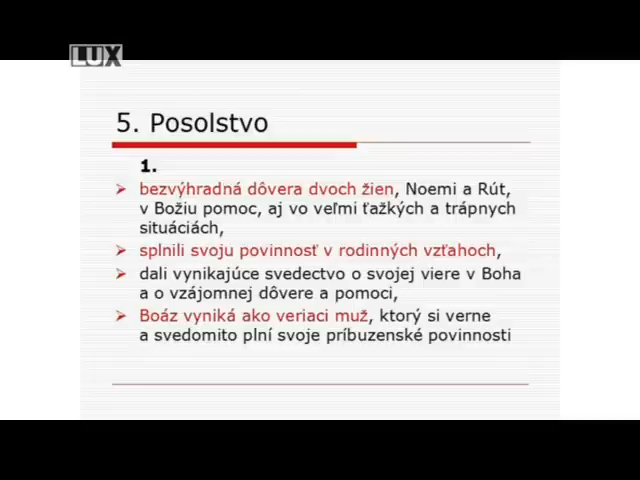 LUX
5. Posolstvo
1.
bezvýhradná dôvera dvoch žien, Noemi a Rút,
v Božiu pomoc, aj vo veľmi ťažkých a trápnych
situáciách,
splnili svoju povinnosť v rodinných vzťahoch,
dali vynikajúce svedectvo o svojej viere v Boha
a o vzájomnej dôvere a pomoci,
Boáz vyniká ako veriaci muž, ktorý si verne
a svedomito plní svoje príbuzenské povinnosti